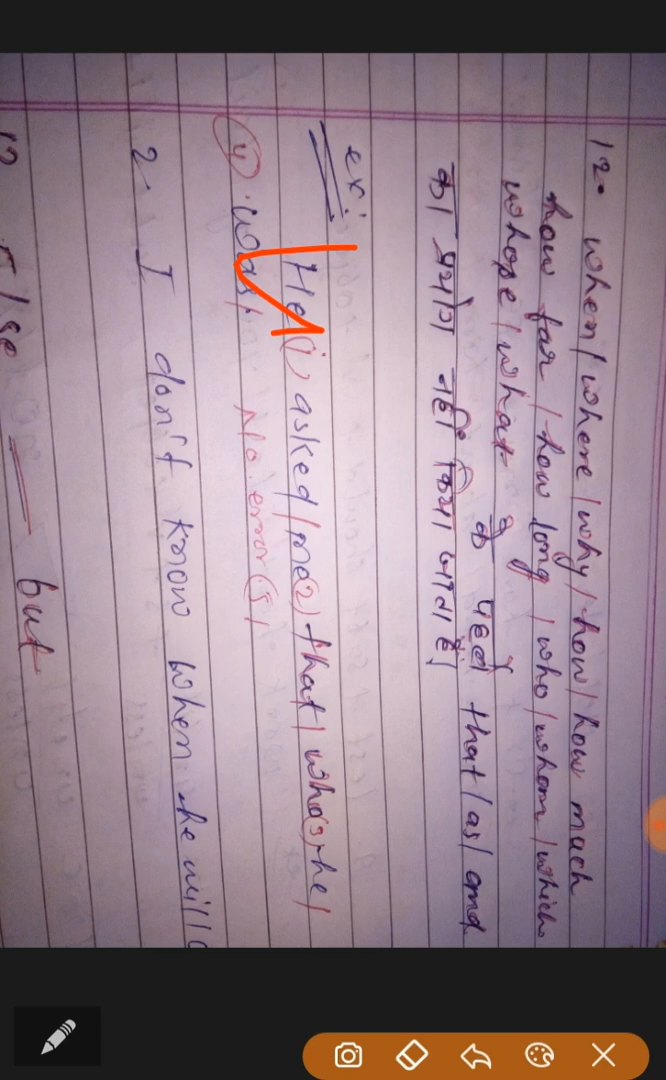 12. when/where/why/how/how much
how far/how long/who/whom/which
whose/what के पहले that/as/and
का प्रयोग नहीं किया जाता है।
ex:
He(1) asked/me(2) that/who(3) he/
(4) was/ No error(5)
2. I don't know when he will
else but